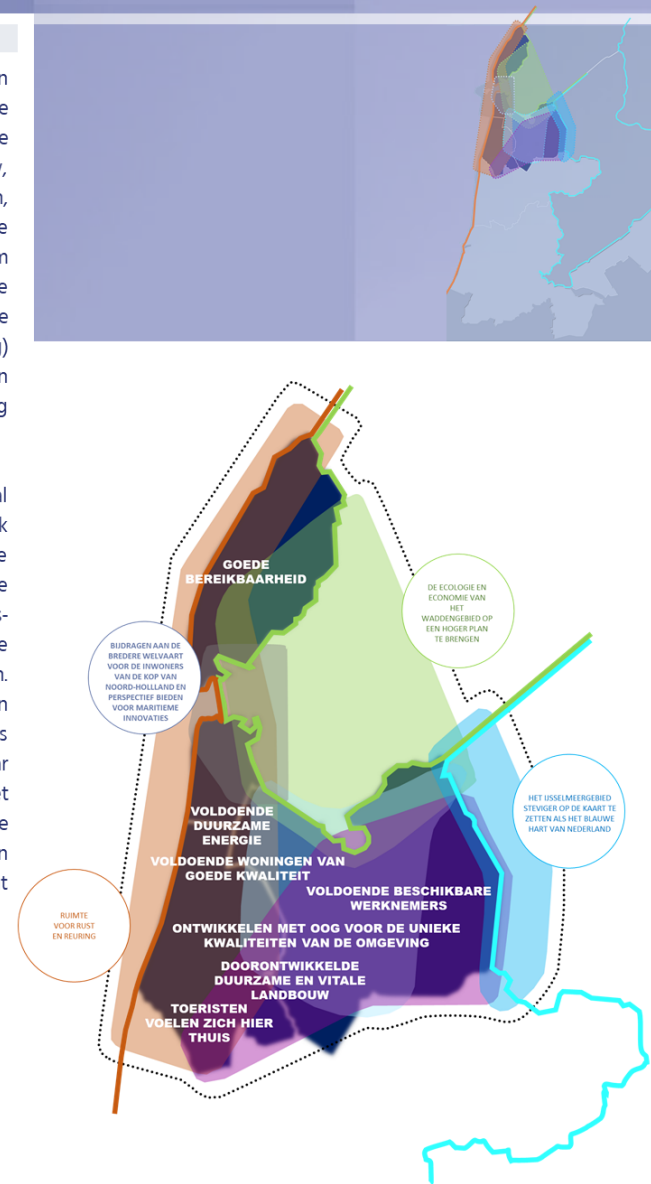 GOEDE
BEREIKBAARHEID
DE ECOLOGIE EN
ECONOMIE VAN
HET
WADDENGEBIED OP
EEN HOGER PLAN
TE BRENGEN
BIJDRAGEN AAN DE
BREDERE WELVAART
VOOR DE INWONERS
VAN DE KOP VAN
NOORD-HOLLAND EN
PERSPECTIEF BIEDEN
VOOR MARITIEME
INNOVATIES
HET IJSSELMEERGEBIED
STEVIGER OP DE KAART TE
ZETTEN ALS HET BLAUWE
HART VAN NEDERLAND
VOLDOENDE
DUURZAME
ENERGIE
VOLDOENDE WONINGEN VAN
GOEDE KWALITEIT
VOLDOENDE BESCHIKBARE
WERKNEMERS
RUIMTE
VOOR RUST
EN REURING
ONTWIKKELEN MET OOG VOOR DE UNIEKE
KWALITEITEN VAN DE OMGEVING
DOORONTWIKKELDE
DUURZAME EN VITALE
LANDBOUW
TOERISTEN
VOELEN ZICH HIER
THUIS